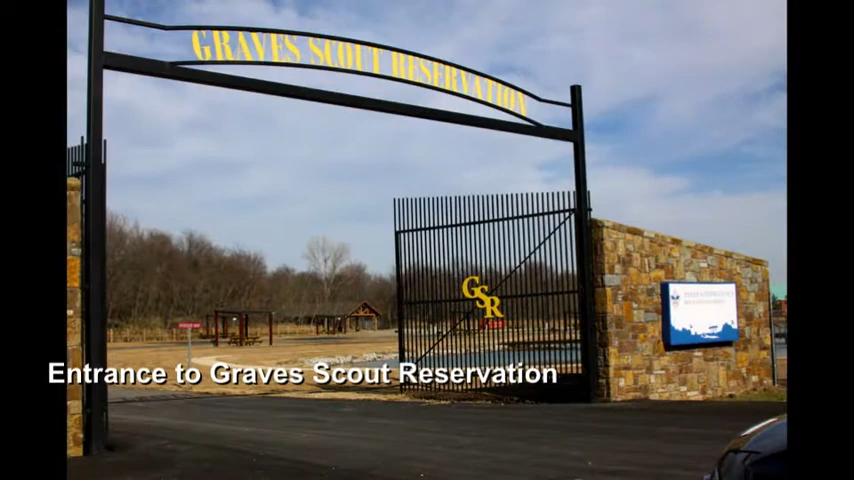 GRAVES SCOUT RESERVATION
GSR
Entrance to Graves Scout Reservation